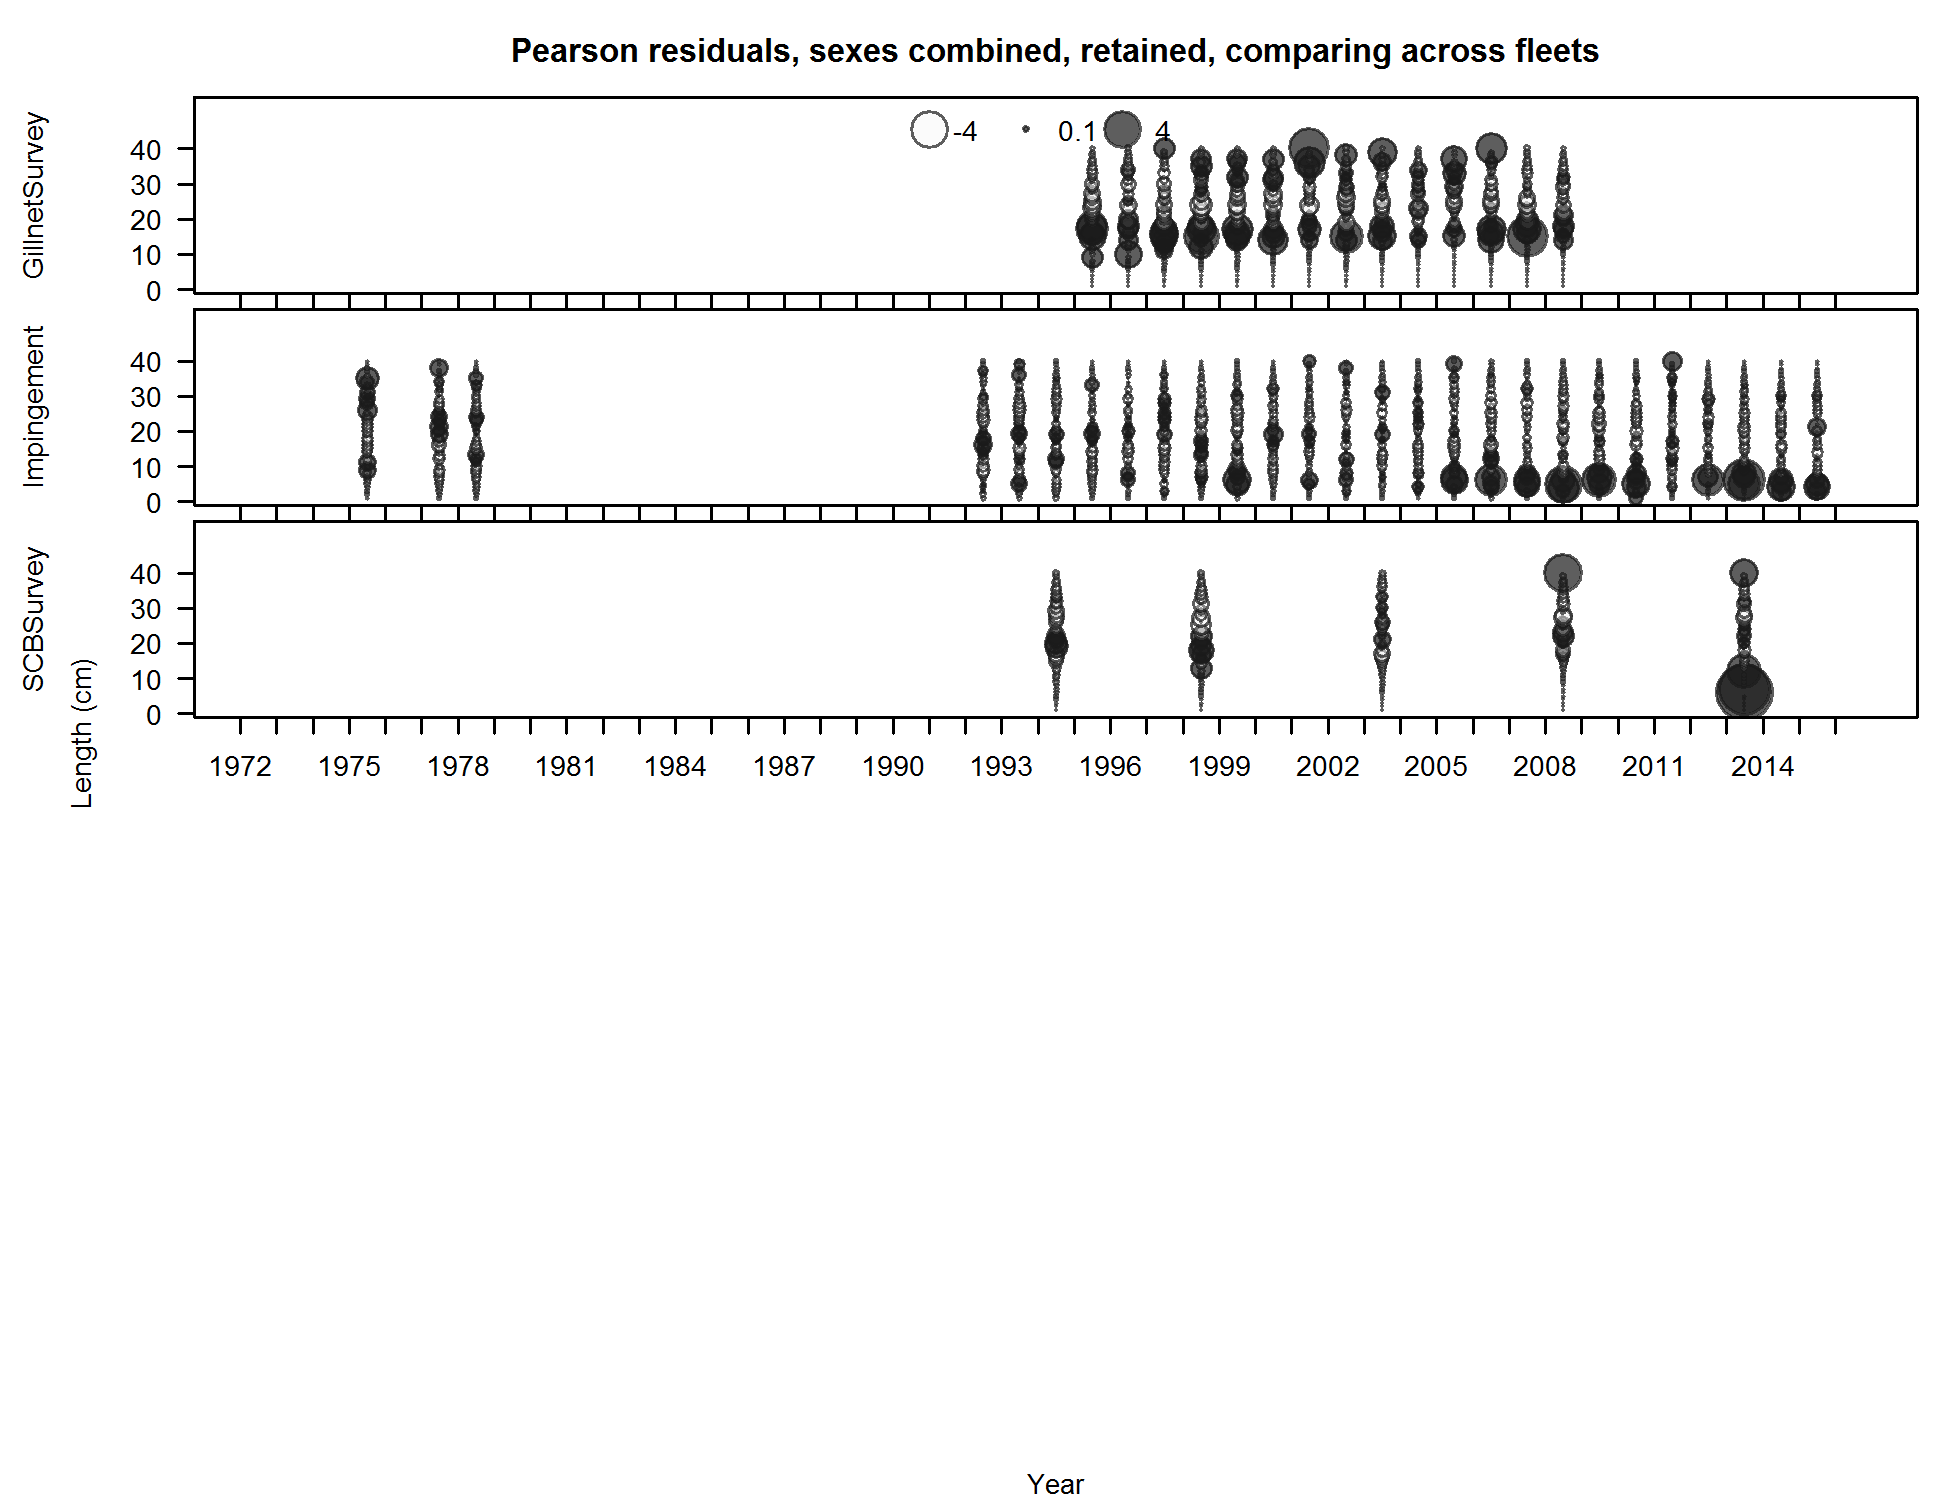 Pearson residuals, sexes combined, retained, comparing across fleets
-4 0.1 4
GillnetSurvey
40
30
20
10
0
Impingement
40
30
20
10
0
SCBSurvey
40
30
20
10
0
Length (cm)
1972 1975 1978 1981 1984 1987 1990 1993 1996 1999 2002 2005 2008 2011 2014
Year